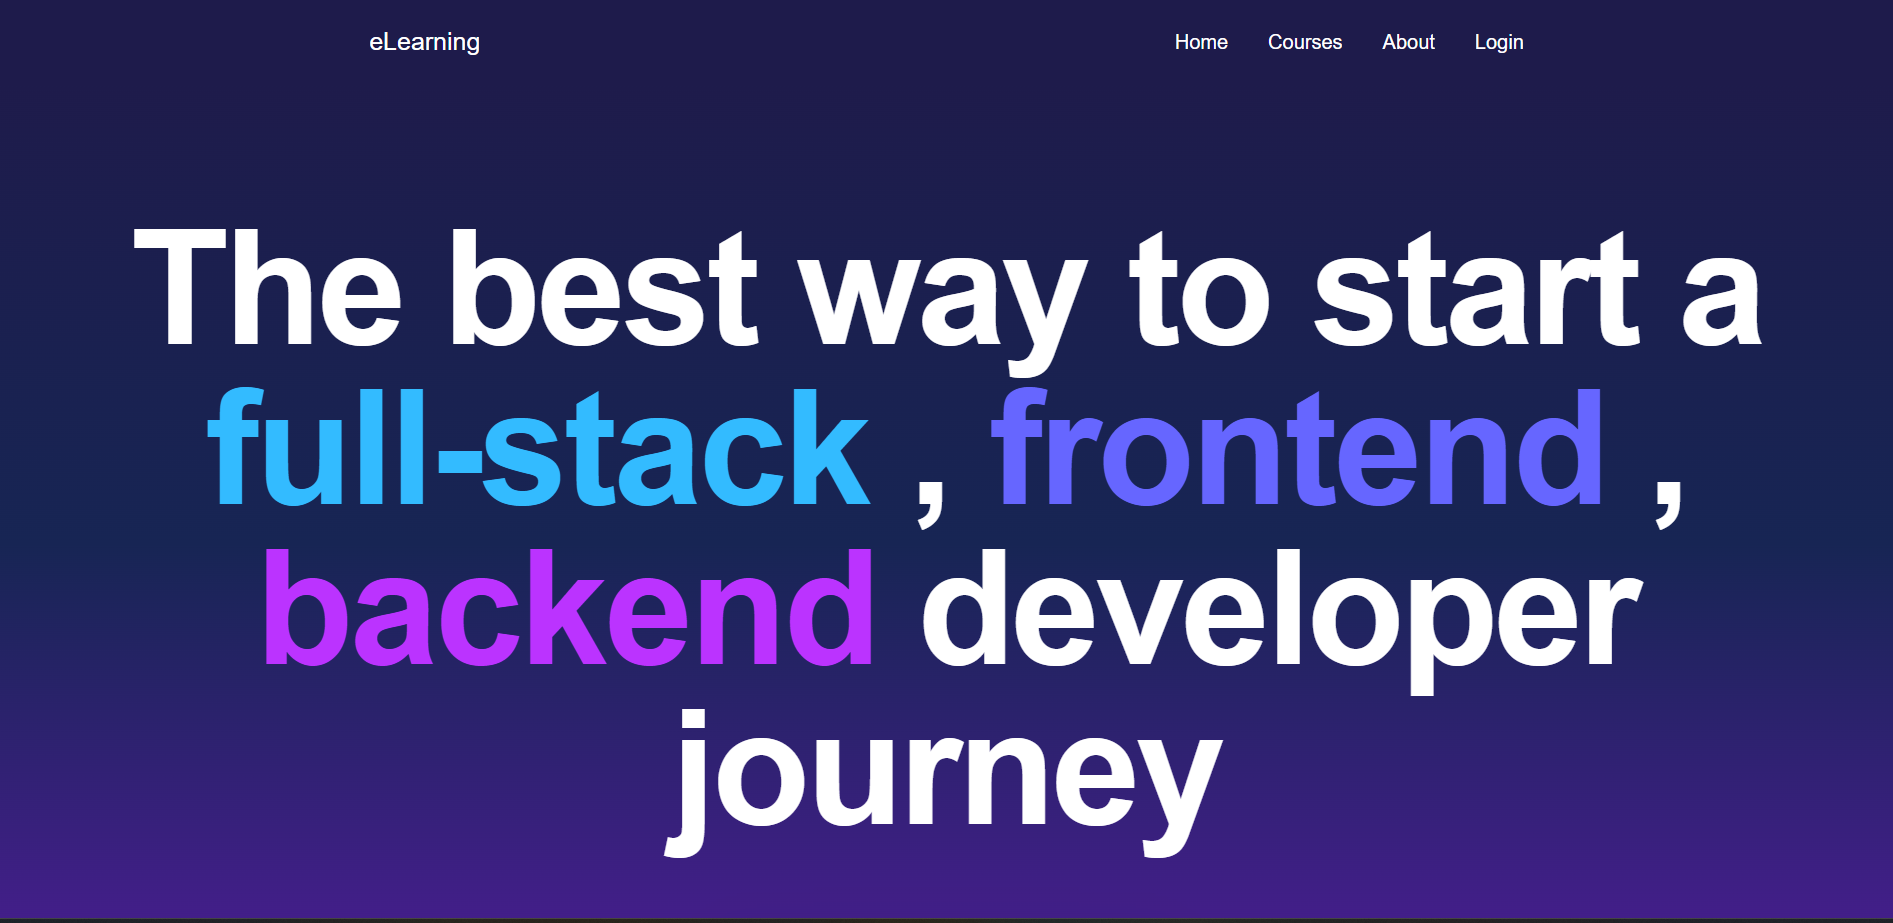 eLearning
Home Courses About Login
The best way to start a
full-stack , frontend ,
backend developer
journey